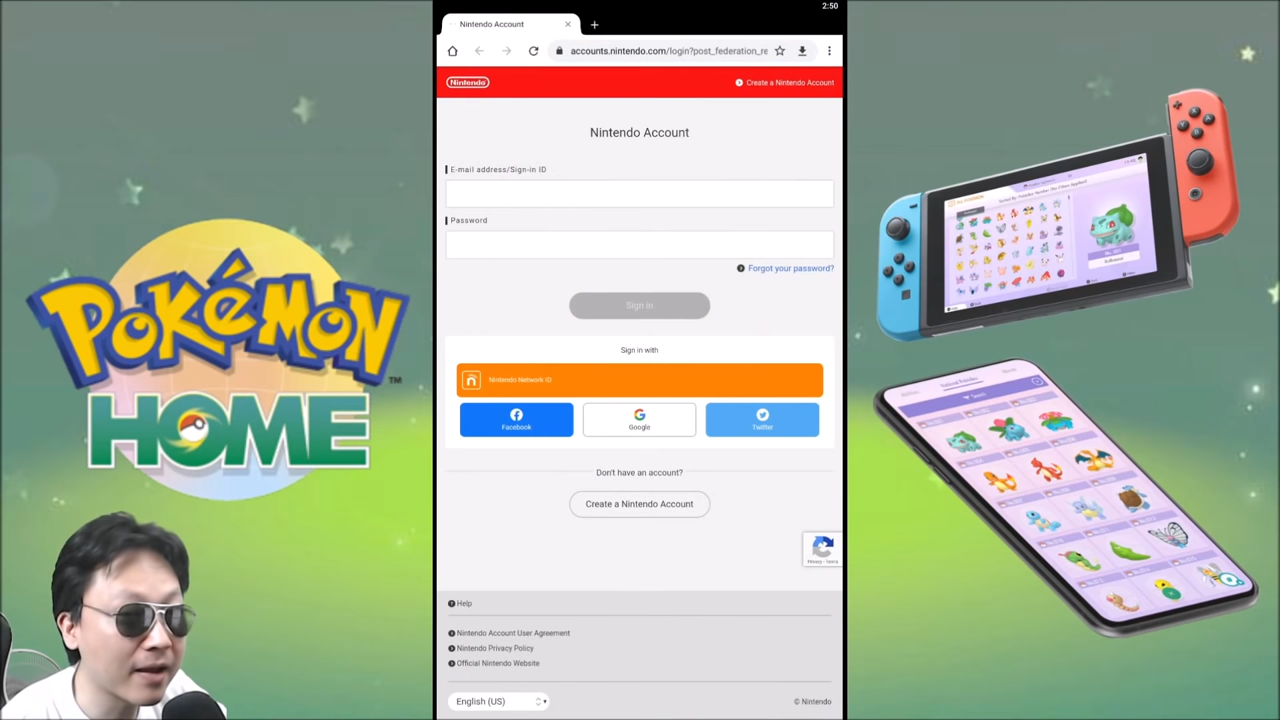 2:50
Nintendo Account
accounts.nintendo.com/login?post_federation_re
Nintendo
Create a Nintendo Account
Nintendo Account
E-mail address/Sign-in ID
Password
Forgot your password?
Sign in
Sign in with
Nintendo Network ID
Facebook
Google
Twitter
Don't have an account?
Create a Nintendo Account
Privacy - Terms
Help
Nintendo Account User Agreement
Nintendo Privacy Policy
Official Nintendo Website
English (US)
© Nintendo
POKéMON
TM
HOME